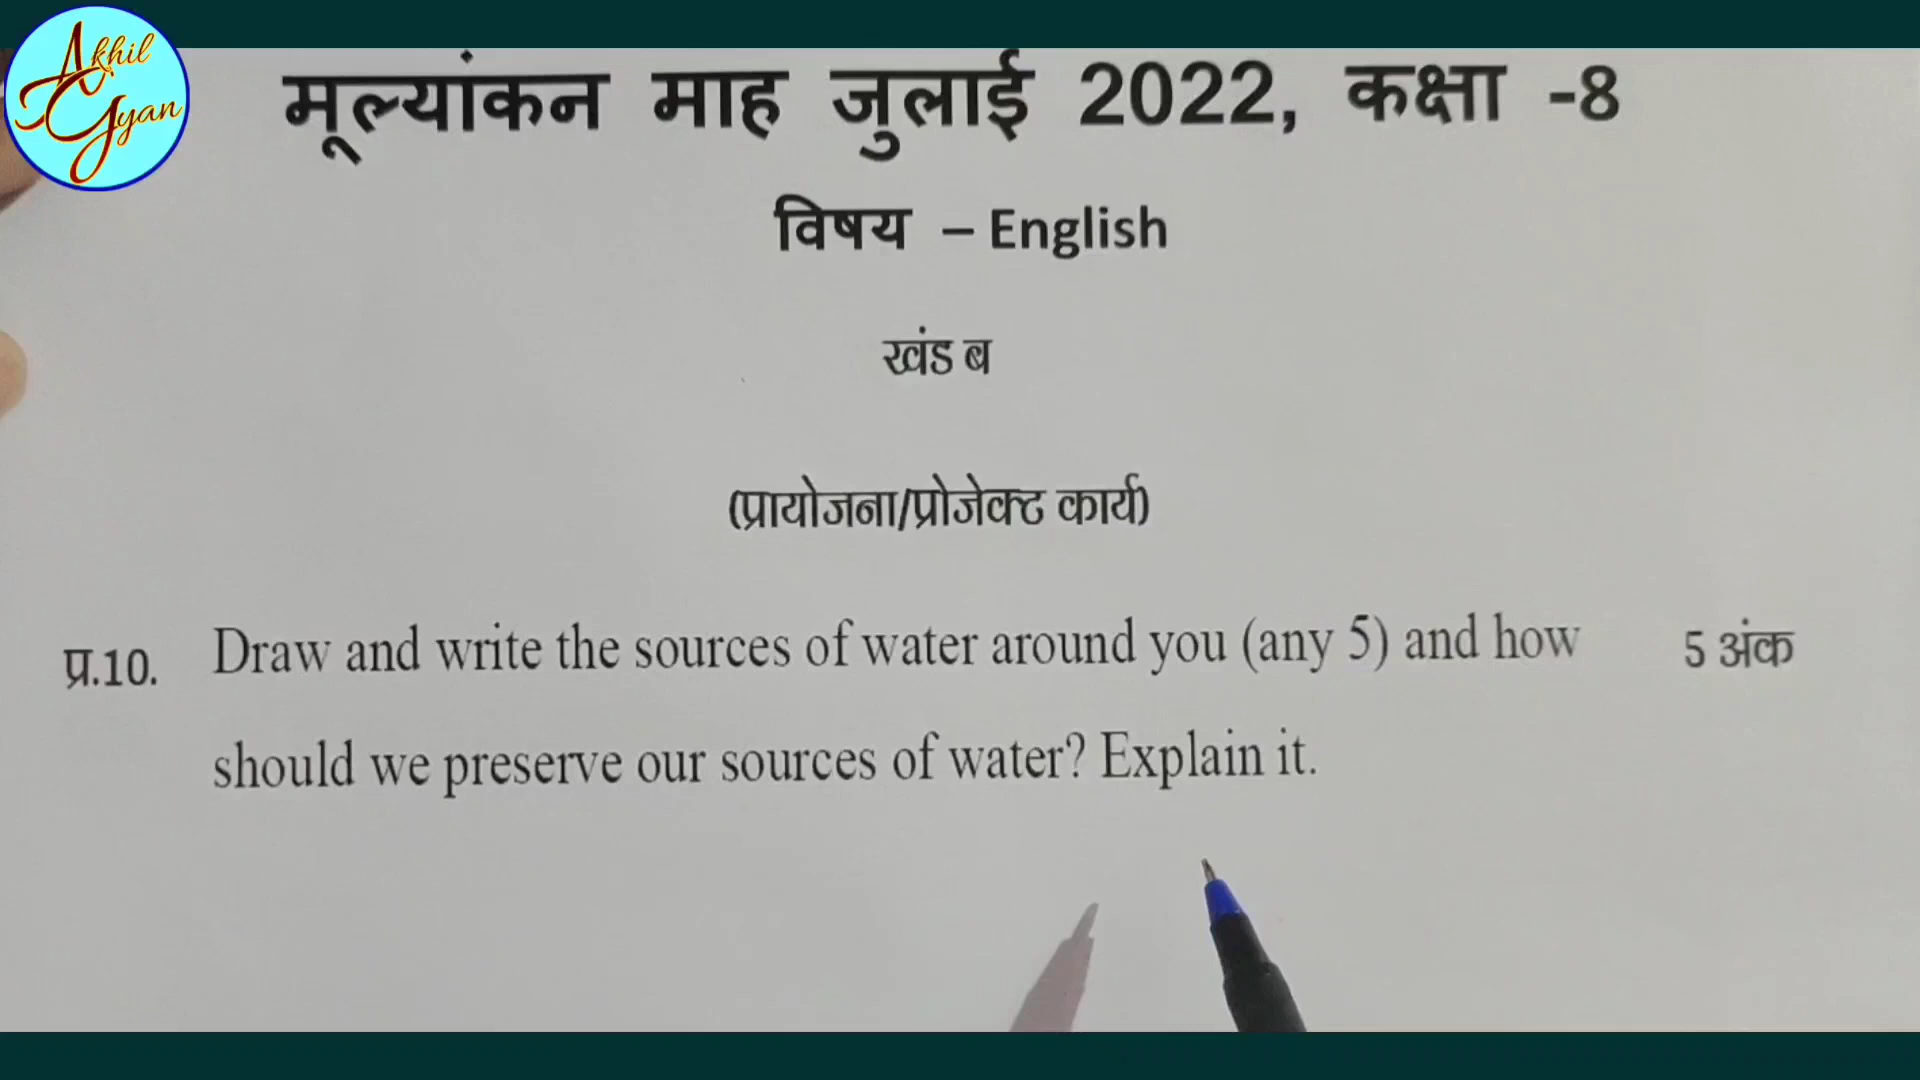 Akhil
Gyan
मूल्यांकन माह जुलाई 2022, कक्षा -8
विषय – English
खंड ब
(प्रायोजना/प्रोजेक्ट कार्य)
प्र.10. Draw and write the sources of water around you (any 5) and how 5 अंक
should we preserve our sources of water? Explain it.